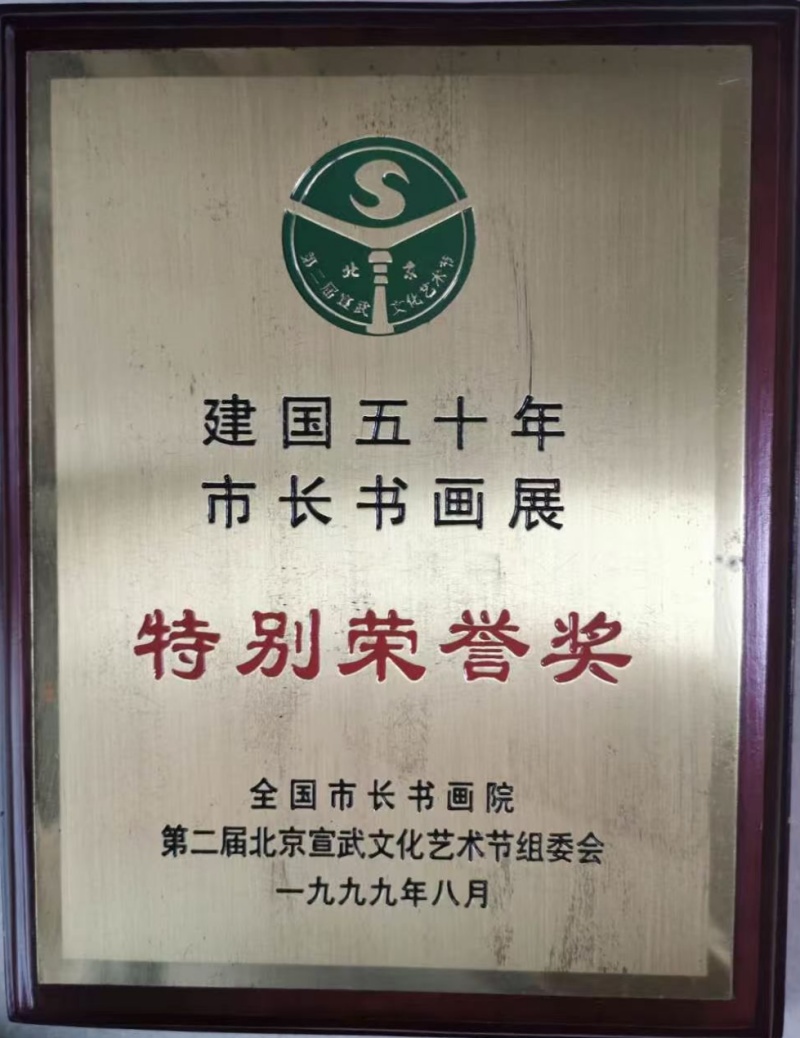 北京
第二届宣武文化艺术节
建国五十年
市长书画展
特别荣誉奖
全国市长书画院
第二届北京宣武文化艺术节组委会
一九九九年八月